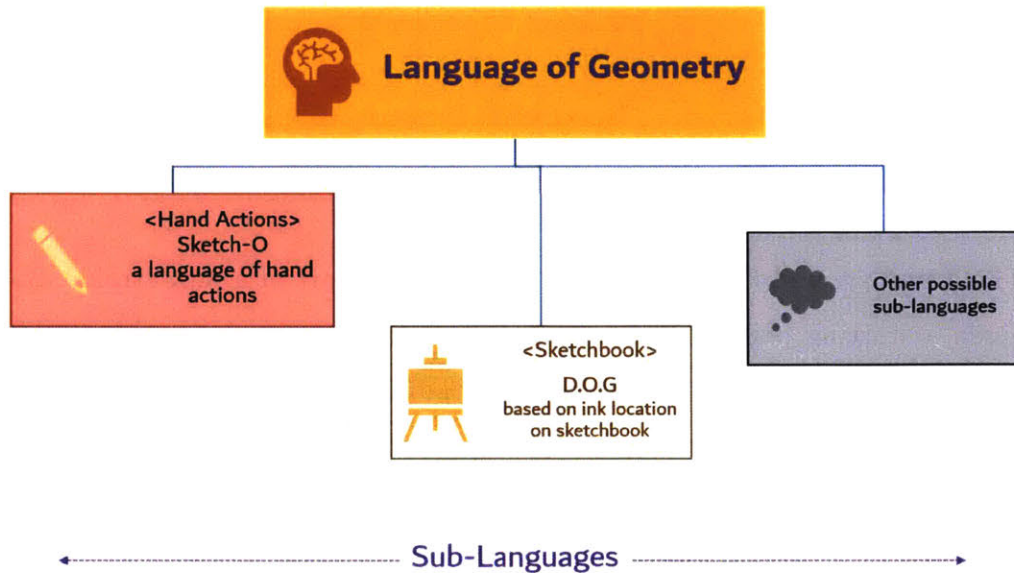 Language of Geometry
<Hand Actions>
Sketch-O
a language of hand
actions
Other possible
sub-languages
<Sketchbook>
D.O.G
based on ink location
on sketchbook
Sub-Languages